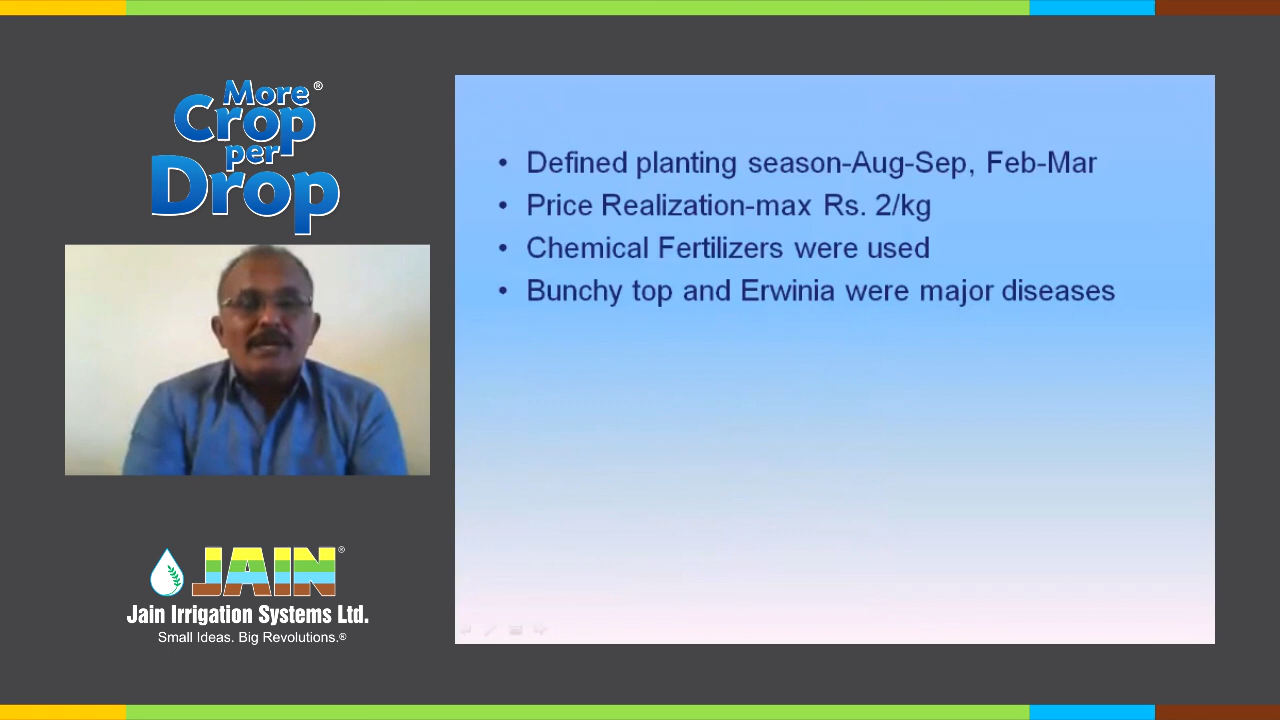 More®
Crop
per
Drop
• Defined planting season-Aug-Sep, Feb-Mar
• Price Realization-max Rs. 2/kg
• Chemical Fertilizers were used
• Bunchy top and Erwinia were major diseases
JAIN®
Jain Irrigation Systems Ltd.
Small Ideas. Big Revolutions.®